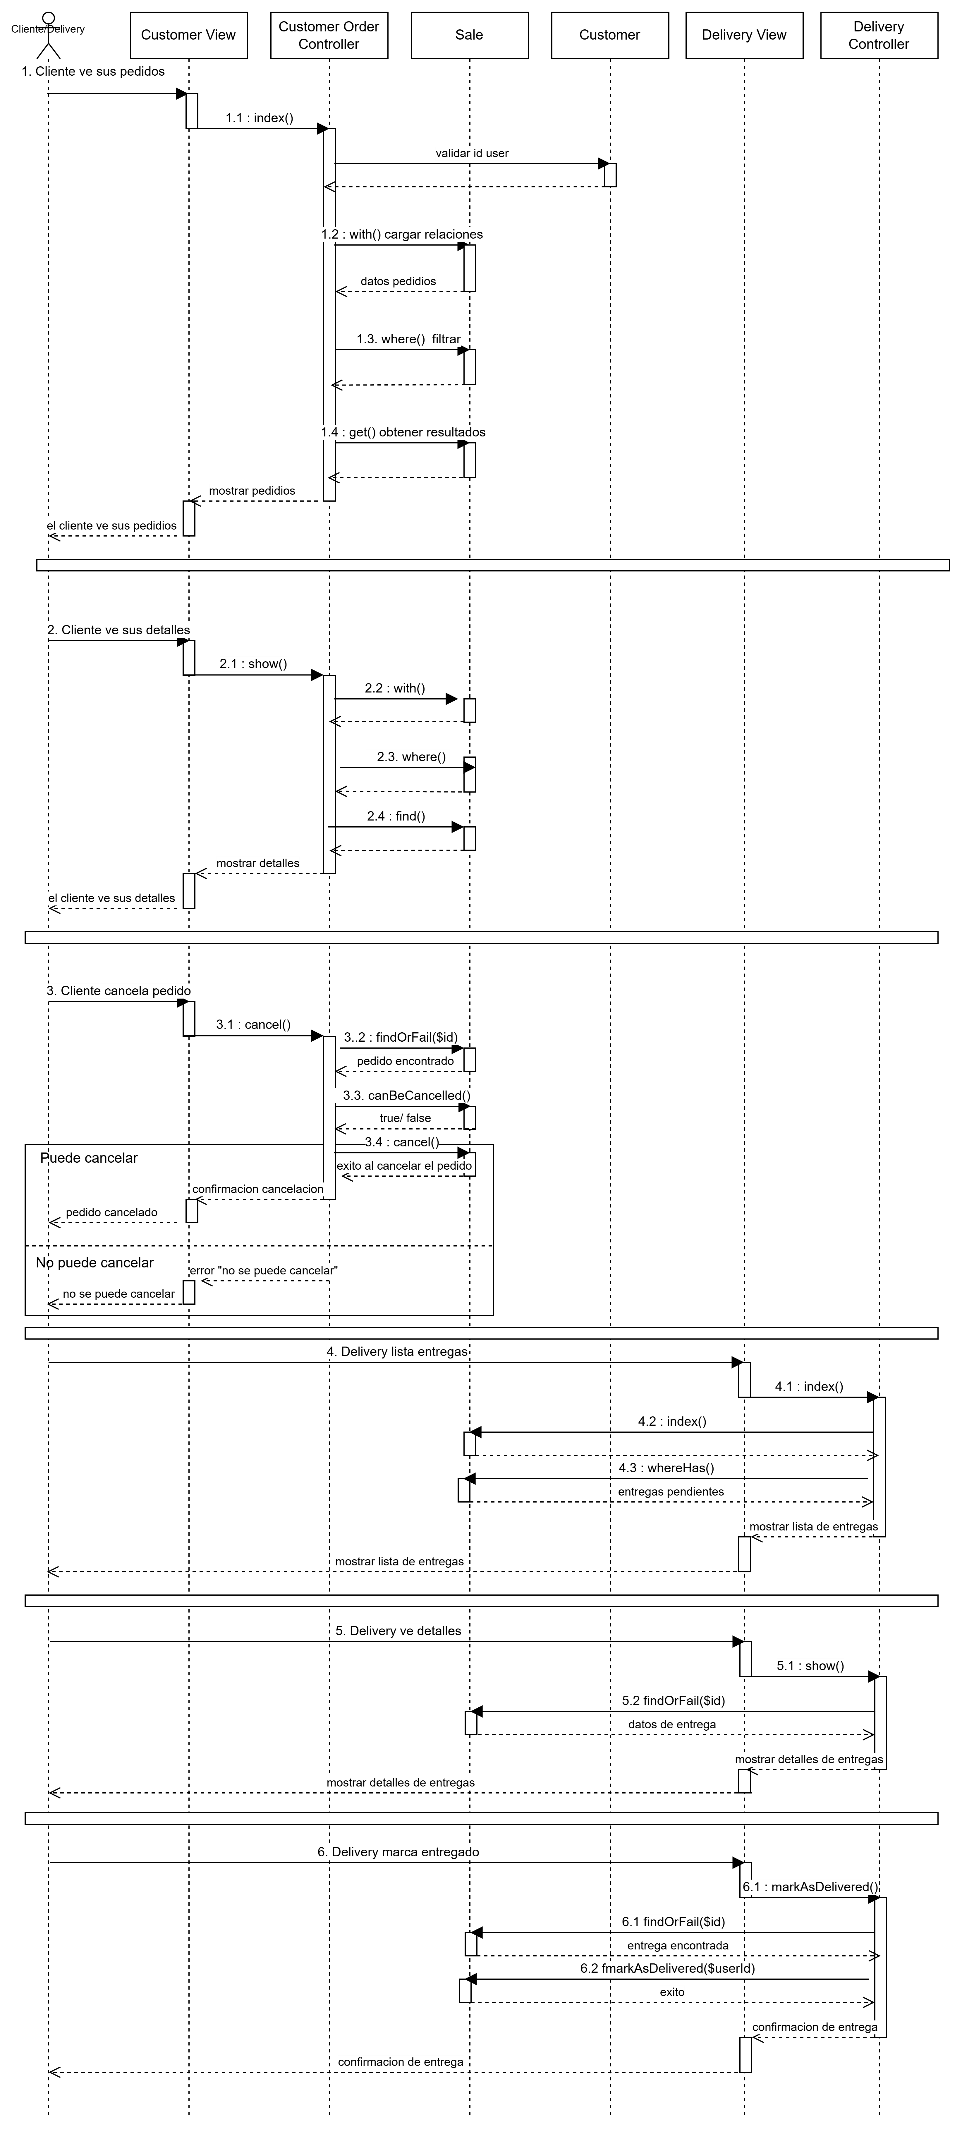 Cliente/Delivery
Customer View
Customer Order
Controller
Sale
Customer
Delivery View
Delivery
Controller
1. Cliente ve sus pedidos
1.1 : index()
validar id user
1.2 : with() cargar relaciones
datos pedidios
1.3. where()  filtrar
1.4 : get() obtener resultados
mostrar pedidios
el cliente ve sus pedidios
2. Cliente ve sus detalles
2.1 : show()
2.2 : with()
2.3. where()
2.4 : find()
mostrar detalles
el cliente ve sus detalles
3. Cliente cancela pedido
3.1 : cancel()
3..2 : findOrFail($id)
pedido encontrado
3.3. canBeCancelled()
true/ false
3.4 : cancel()
Puede cancelar
exito al cancelar el pedido
confirmacion cancelacion
pedido cancelado
No puede cancelar
error "no se puede cancelar"
no se puede cancelar
4. Delivery lista entregas
4.1 : index()
4.2 : index()
4.3 : whereHas()
entregas pendientes
mostrar lista de entregas
mostrar lista de entregas
5. Delivery ve detalles
5.1 : show()
5.2 findOrFail($id)
datos de entrega
mostrar detalles de entregas
mostrar detalles de entregas
6. Delivery marca entregado
6.1 : markAsDelivered()
6.1 findOrFail($id)
entrega encontrada
6.2 fmarkAsDelivered($userId)
exito
confirmacion de entrega
confirmacion de entrega